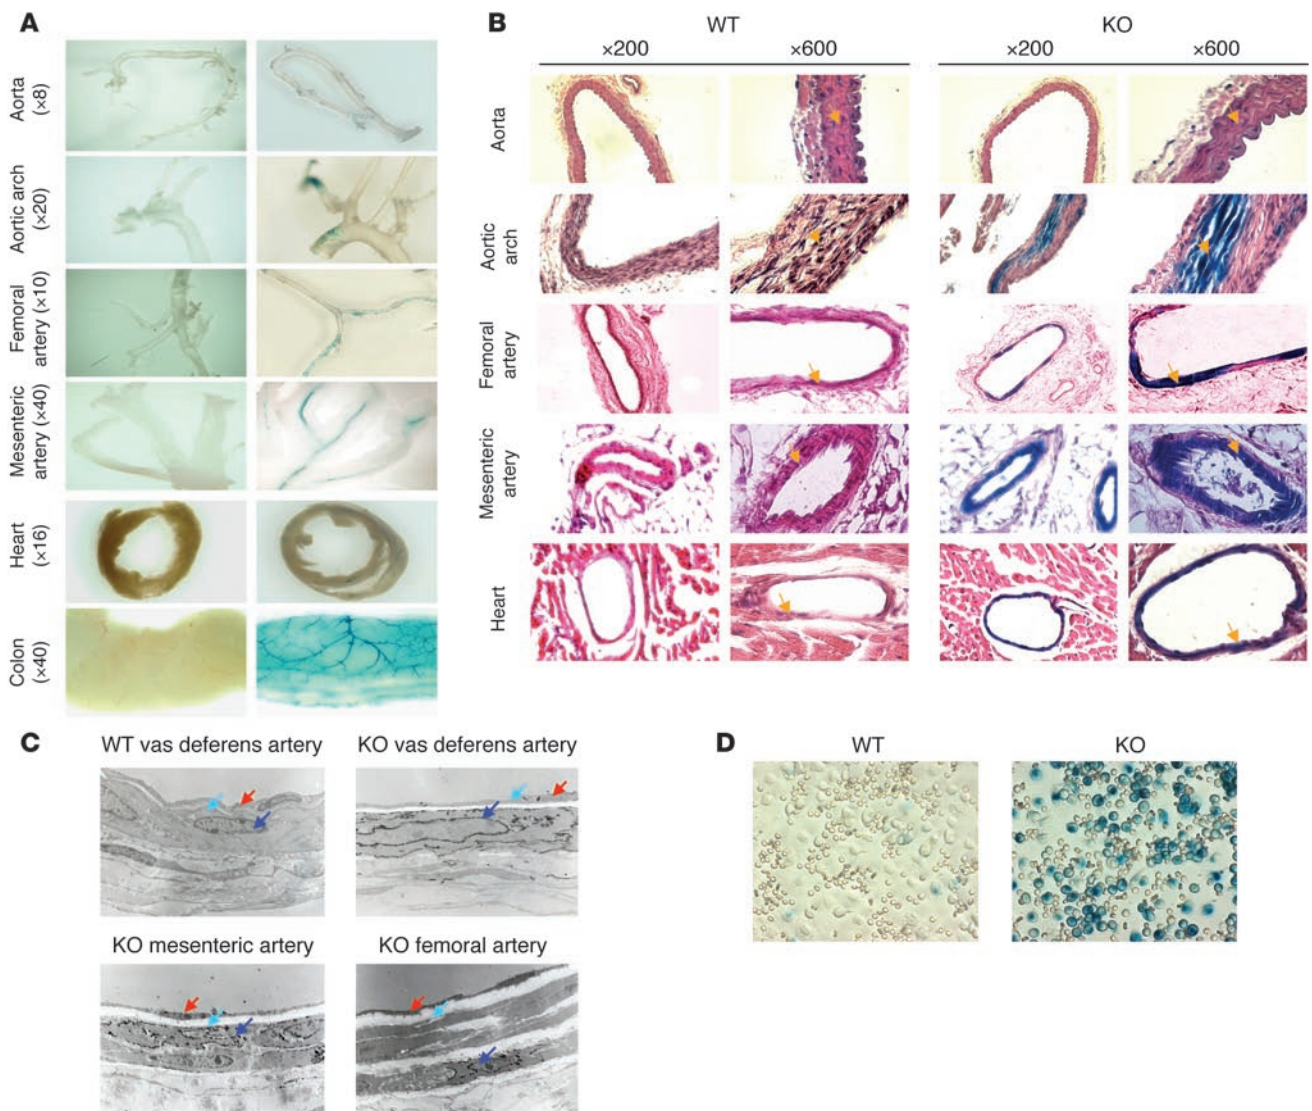 A
Aorta
(×8)
Aortic arch
(×20)
Femoral
artery (×10)
Mesenteric
artery (×40)
Heart
(×16)
Colon
(×40)
B
WT
KO
×200
×600
×200
×600
Aorta
Aortic
arch
Femoral
artery
Mesenteric
artery
Heart
C
WT vas deferens artery
KO vas deferens artery
KO mesenteric artery
KO femoral artery
D
WT
KO